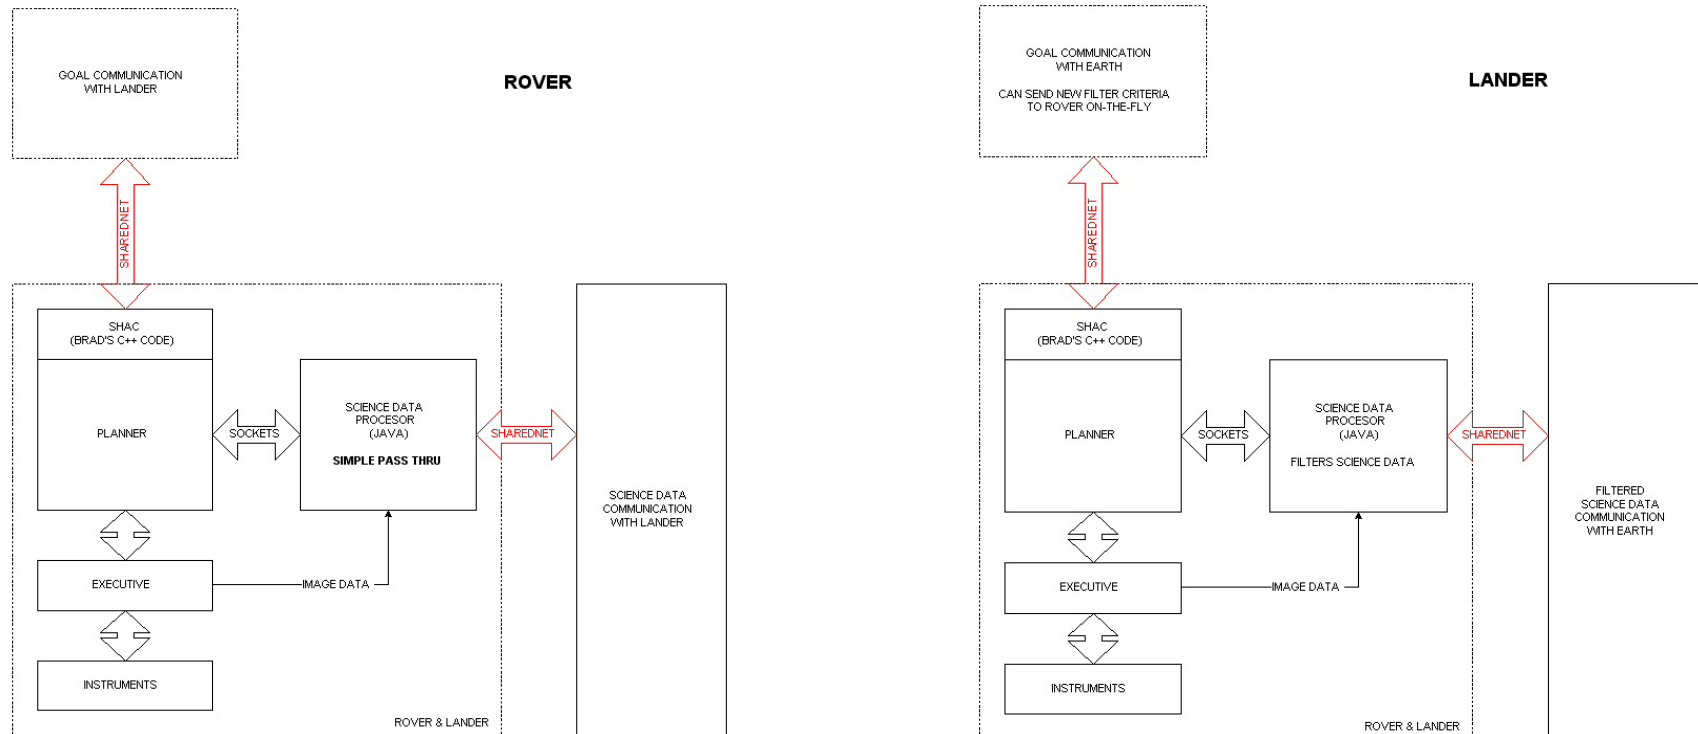 GOAL COMMUNICATION
WITH LANDER
ROVER
SHAREDNET
SHAC
(BRAD'S C++ CODE)
PLANNER
SOCKETS
SCIENCE DATA
PROCESOR
(JAVA)
SIMPLE PASS THRU
SHAREDNET
SCIENCE DATA
COMMUNICATION
WITH LANDER
EXECUTIVE
IMAGE DATA
INSTRUMENTS
ROVER & LANDER
GOAL COMMUNICATION
WITH EARTH
CAN SEND NEW FILTER CRITERIA
TO ROVER ON-THE-FLY
LANDER
SHAREDNET
SHAC
(BRAD'S C++ CODE)
PLANNER
SOCKETS
SCIENCE DATA
PROCESOR
(JAVA)
FILTERS SCIENCE DATA
SHAREDNET
FILTERED
SCIENCE DATA
COMMUNICATION
WITH EARTH
EXECUTIVE
IMAGE DATA
INSTRUMENTS
ROVER & LANDER